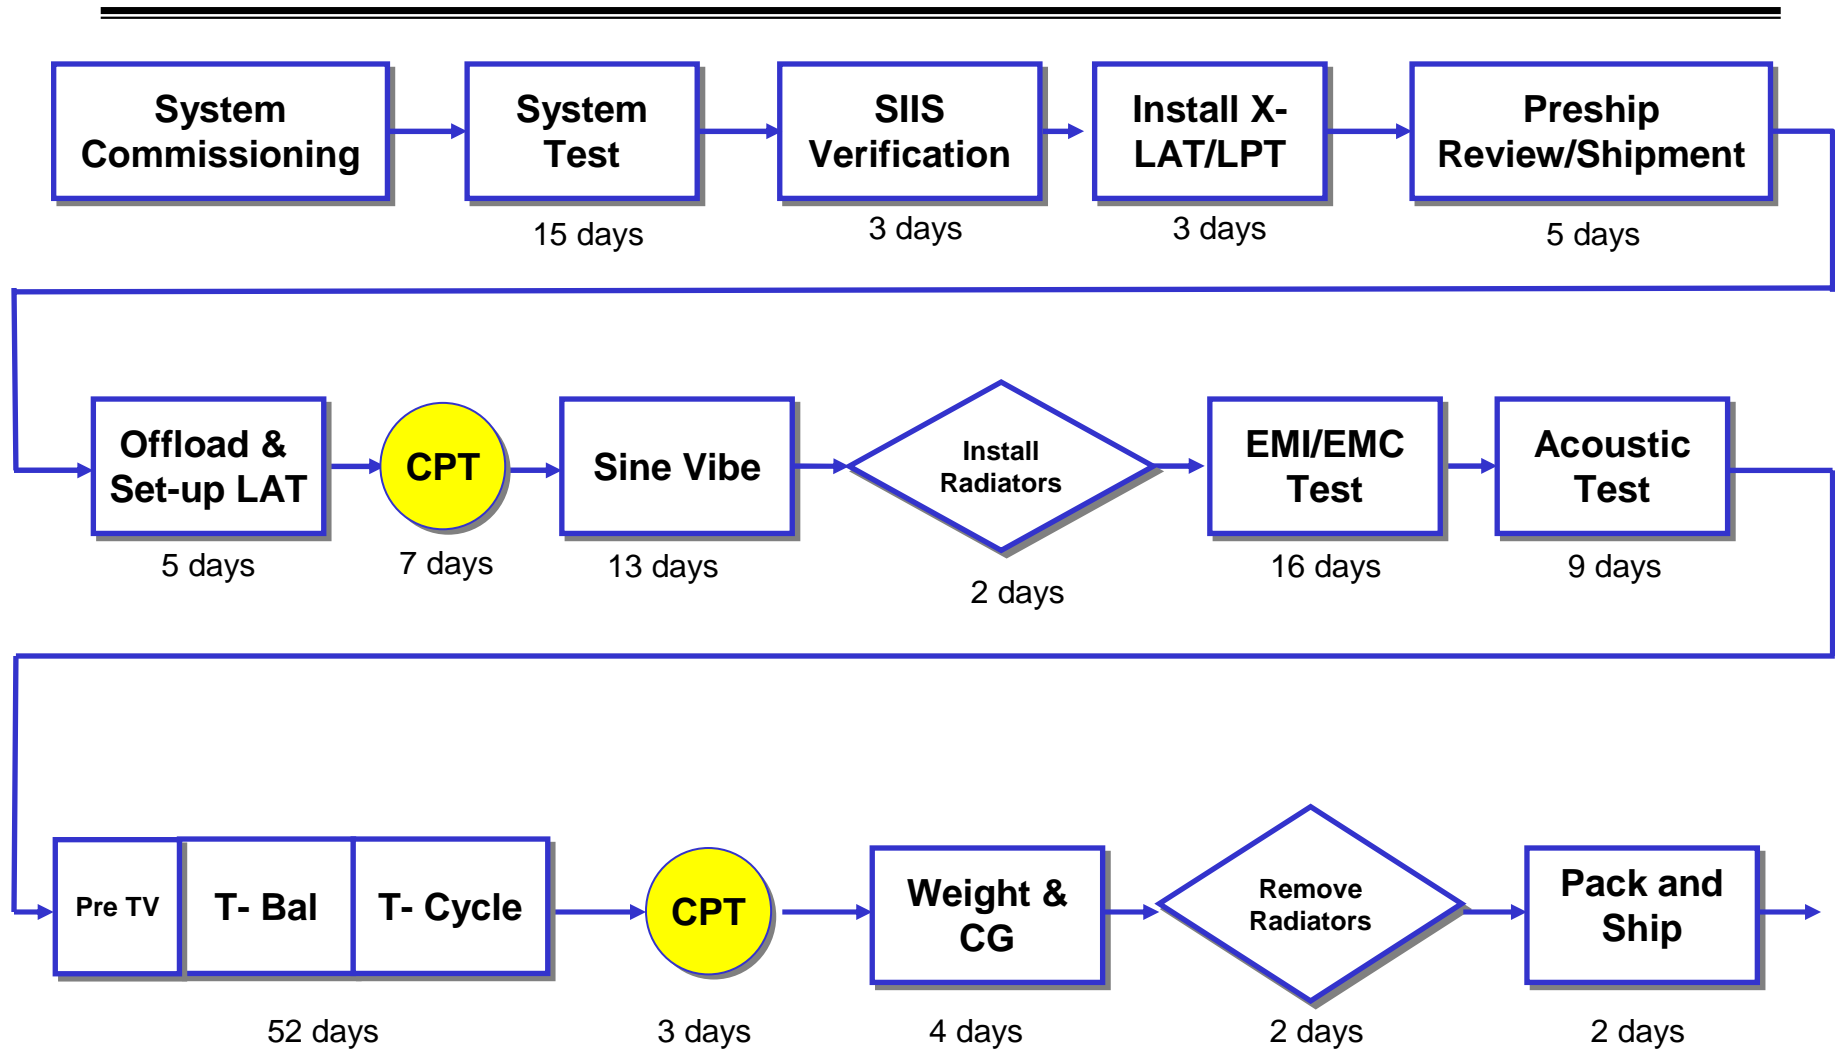 System
Commissioning
System
Test
15 days
SIIS
Verification
3 days
Install X-
LAT/LPT
3 days
Preship
Review/Shipment
5 days
Offload &
Set-up LAT
5 days
CPT
7 days
Sine Vibe
13 days
Install
Radiators
2 days
EMI/EMC
Test
16 days
Acoustic
Test
9 days
Pre TV
T- Bal
T- Cycle
52 days
CPT
3 days
Weight &
CG
4 days
Remove
Radiators
2 days
Pack and
Ship
2 days